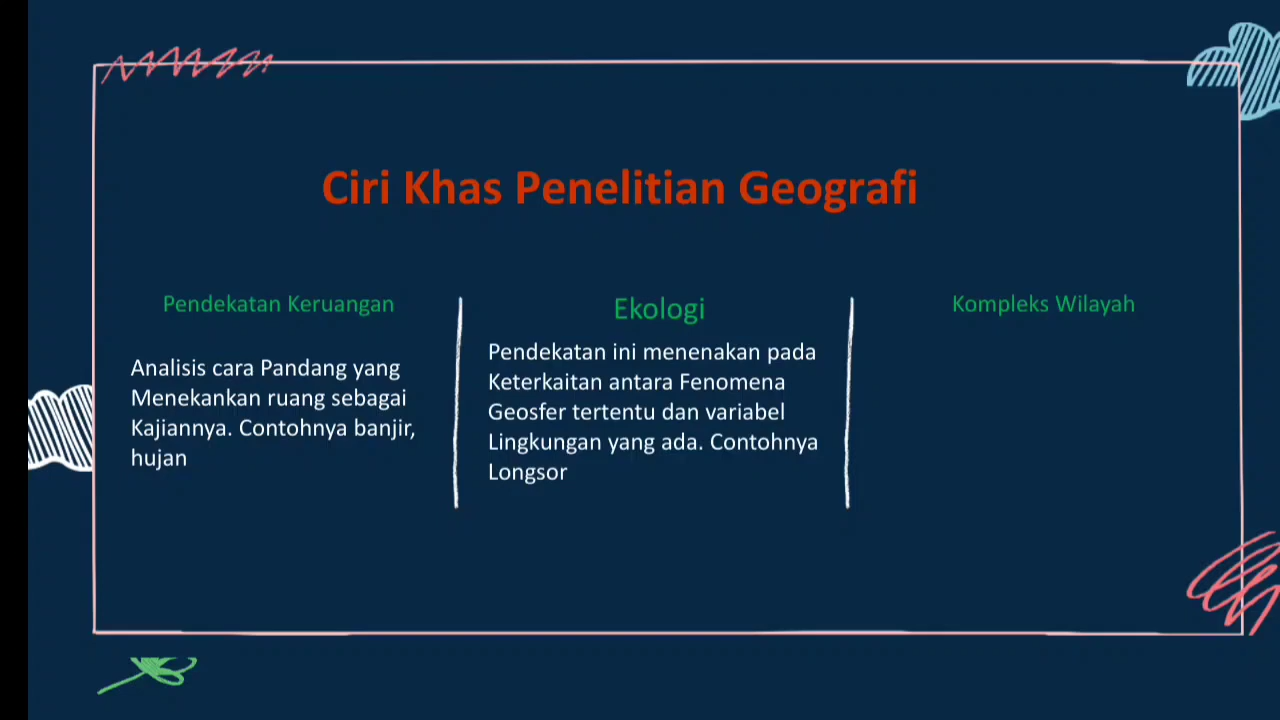 Ciri Khas Penelitian Geografi
Pendekatan Keruangan
Analisis cara Pandang yang
Menekankan ruang sebagai
Kajiannya. Contohnya banjir,
hujan
Ekologi
Pendekatan ini menenakan pada
Keterkaitan antara Fenomena
Geosfer tertentu dan variabel
Lingkungan yang ada. Contohnya
Longsor
Kompleks Wilayah